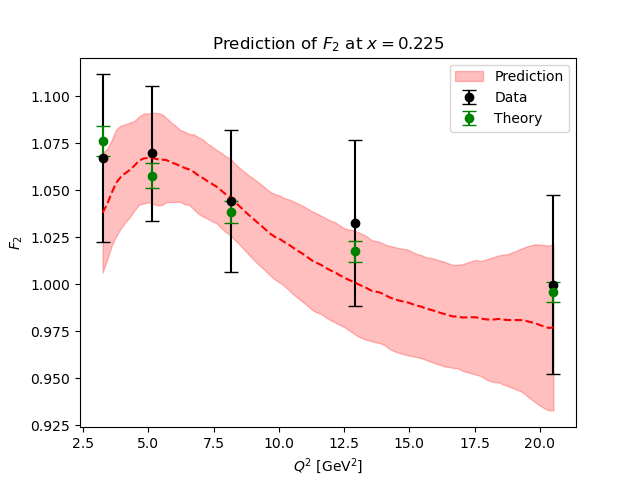 Prediction of $F_2$ at $x = 0.225$
Prediction
Data
Theory
$F_2$
1.100
1.075
1.050
1.025
1.000
0.975
0.950
0.925
2.5
5.0
7.5
10.0
12.5
15.0
17.5
20.0
$Q^2$ [GeV$^2$]